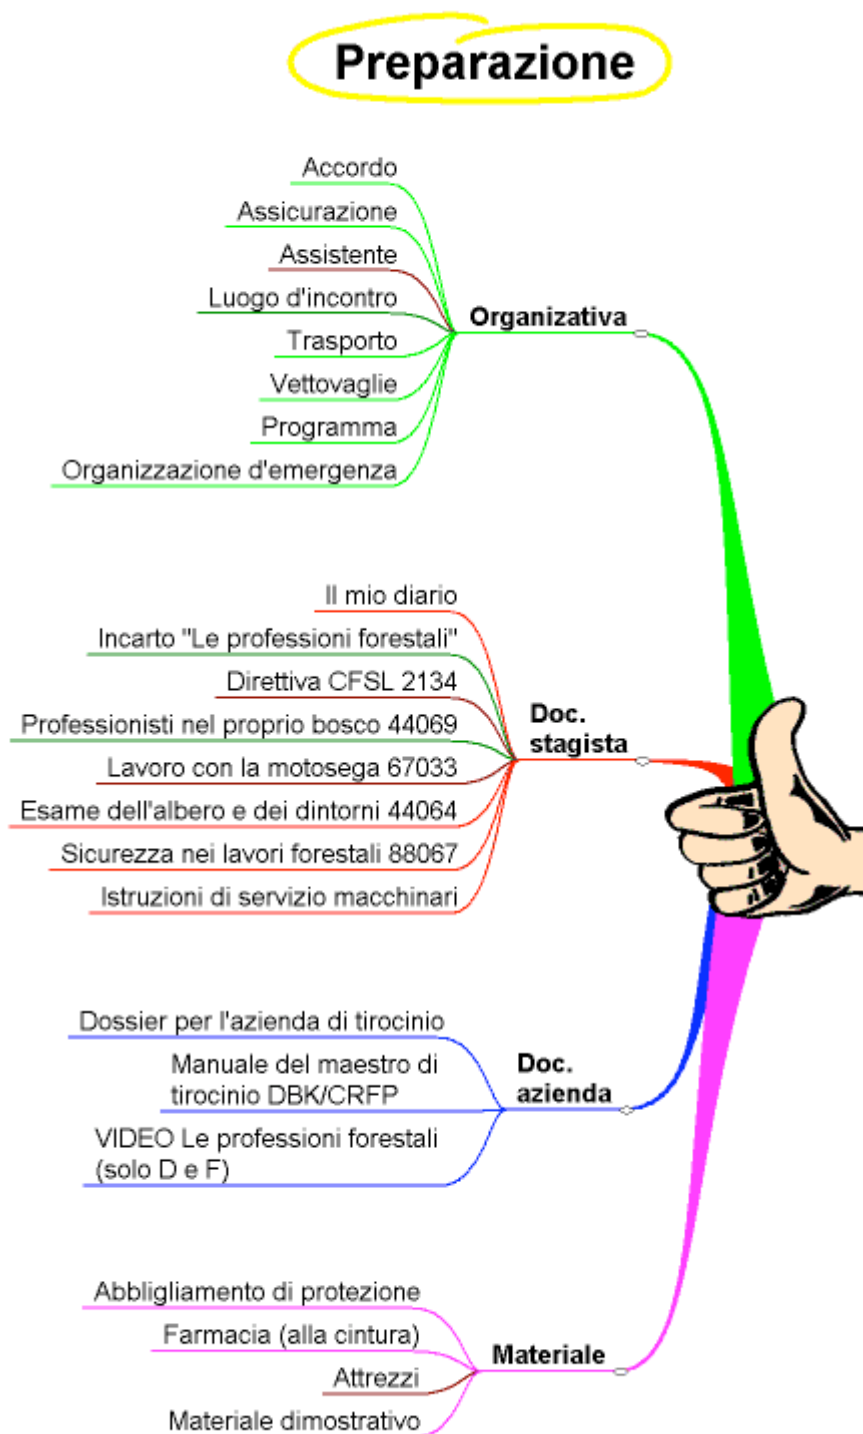 Preparazione
Accordo
Assicurazione
Assistente
Luogo d'incontro
Trasporto
Vettovaglie
Programma
Organizzazione d'emergenza
Organizativa
Il mio diario
Incarto "Le professioni forestali"
Direttiva CFSL 2134
Professionisti nel proprio bosco 44069
Lavoro con la motosega 67033
Esame dell'albero e dei dintorni 44064
Sicurezza nei lavori forestali 88067
Istruzioni di servizio macchinari
Doc.
stagista
Dossier per l'azienda di tirocinio
Manuale del maestro di
tirocinio DBK/CRFP
VIDEO Le professioni forestali
(solo D e F)
Doc.
azienda
Abbligliamento di protezione
Farmacia (alla cintura)
Attrezzi
Materiale dimostrativo
Materiale